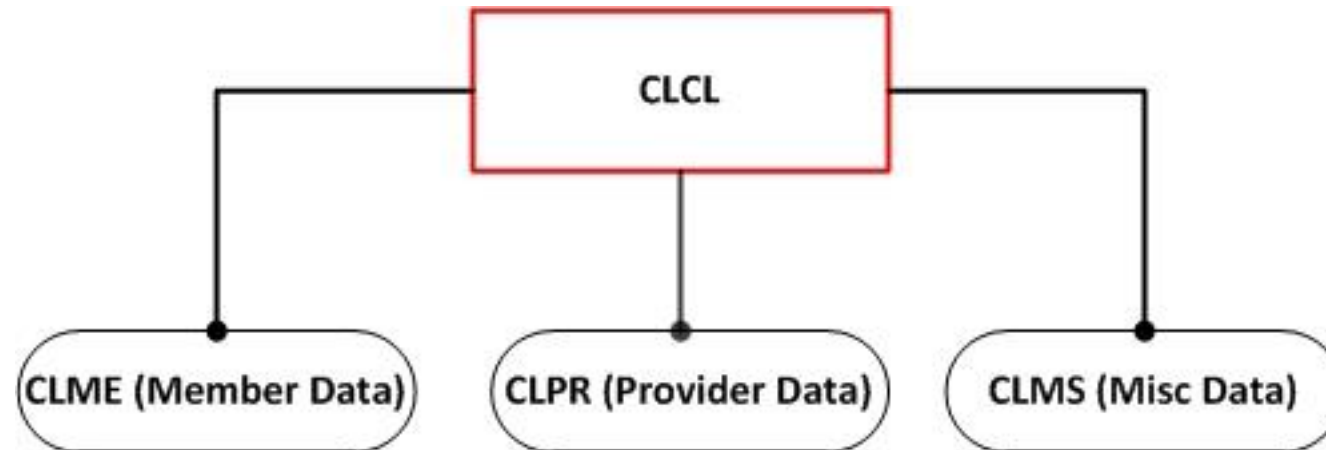 CLCL
CLME (Member Data)
CLPR (Provider Data)
CLMS (Misc Data)